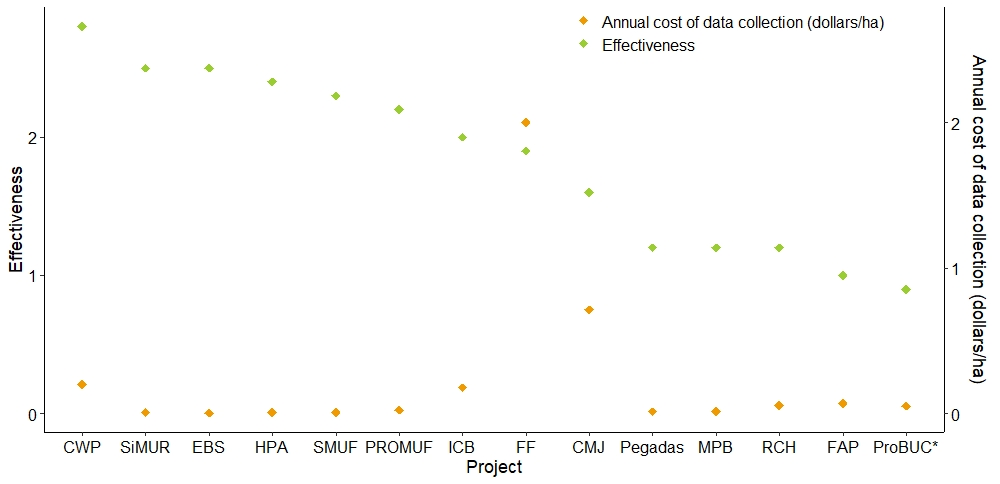 Annual cost of data collection (dollars/ha)
Effectiveness
Effectiveness
2
1
0
Annual cost of data collection (dollars/ha)
2
1
0
CWP SiMUR EBS HPA SMUF PROMUF ICB FF CMJ Pegadas MPB RCH FAP ProBUC*
Project